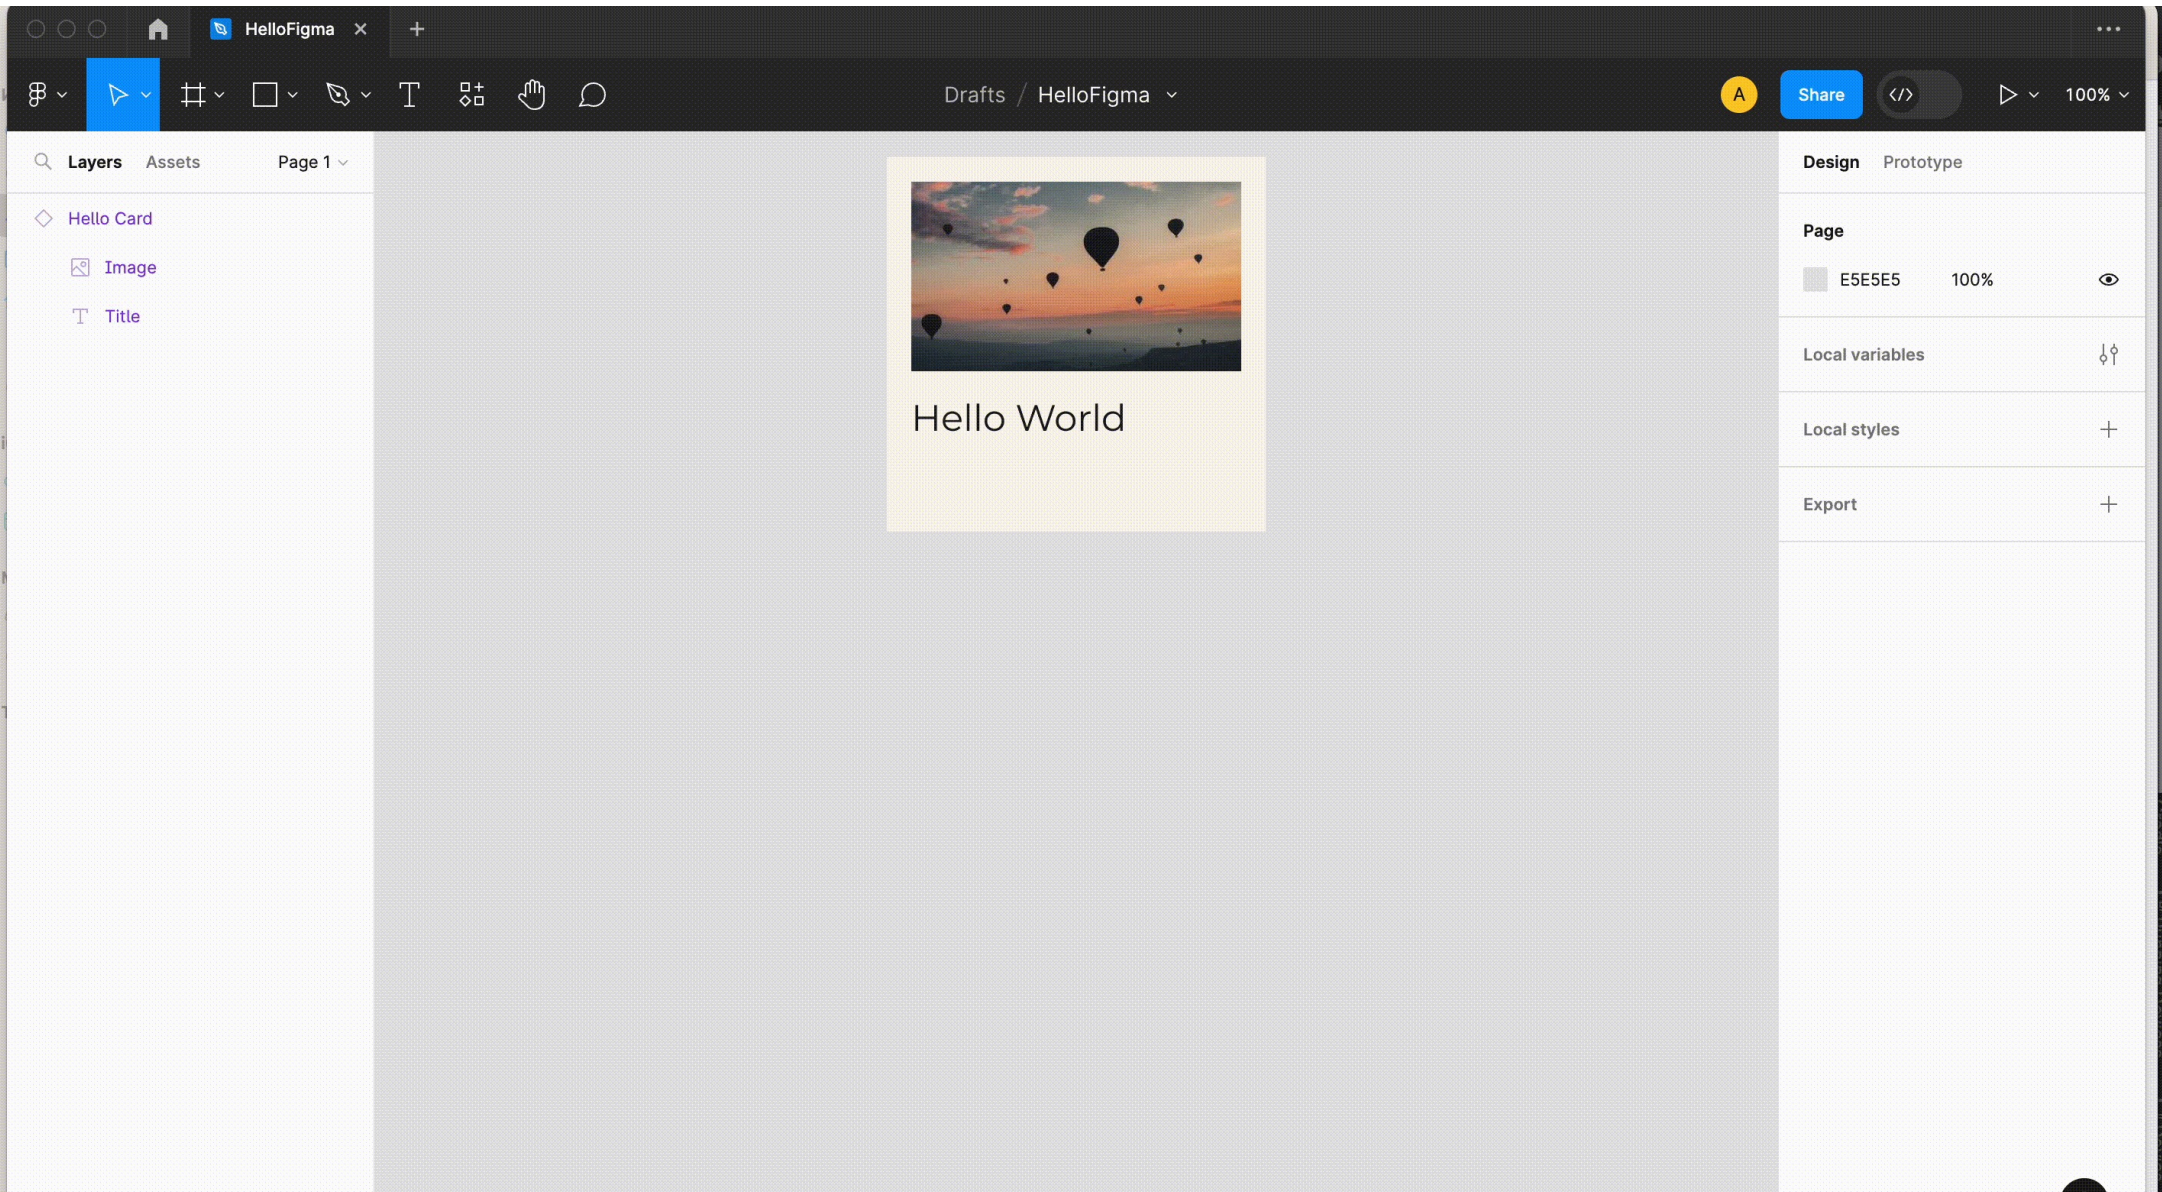 HelloFigma
Drafts / HelloFigma
A
Share
100%
Layers
Assets
Page 1
Hello Card
Image
Title
Hello World
Design
Prototype
Page
E5E5E5
100%
Local variables
Local styles
Export